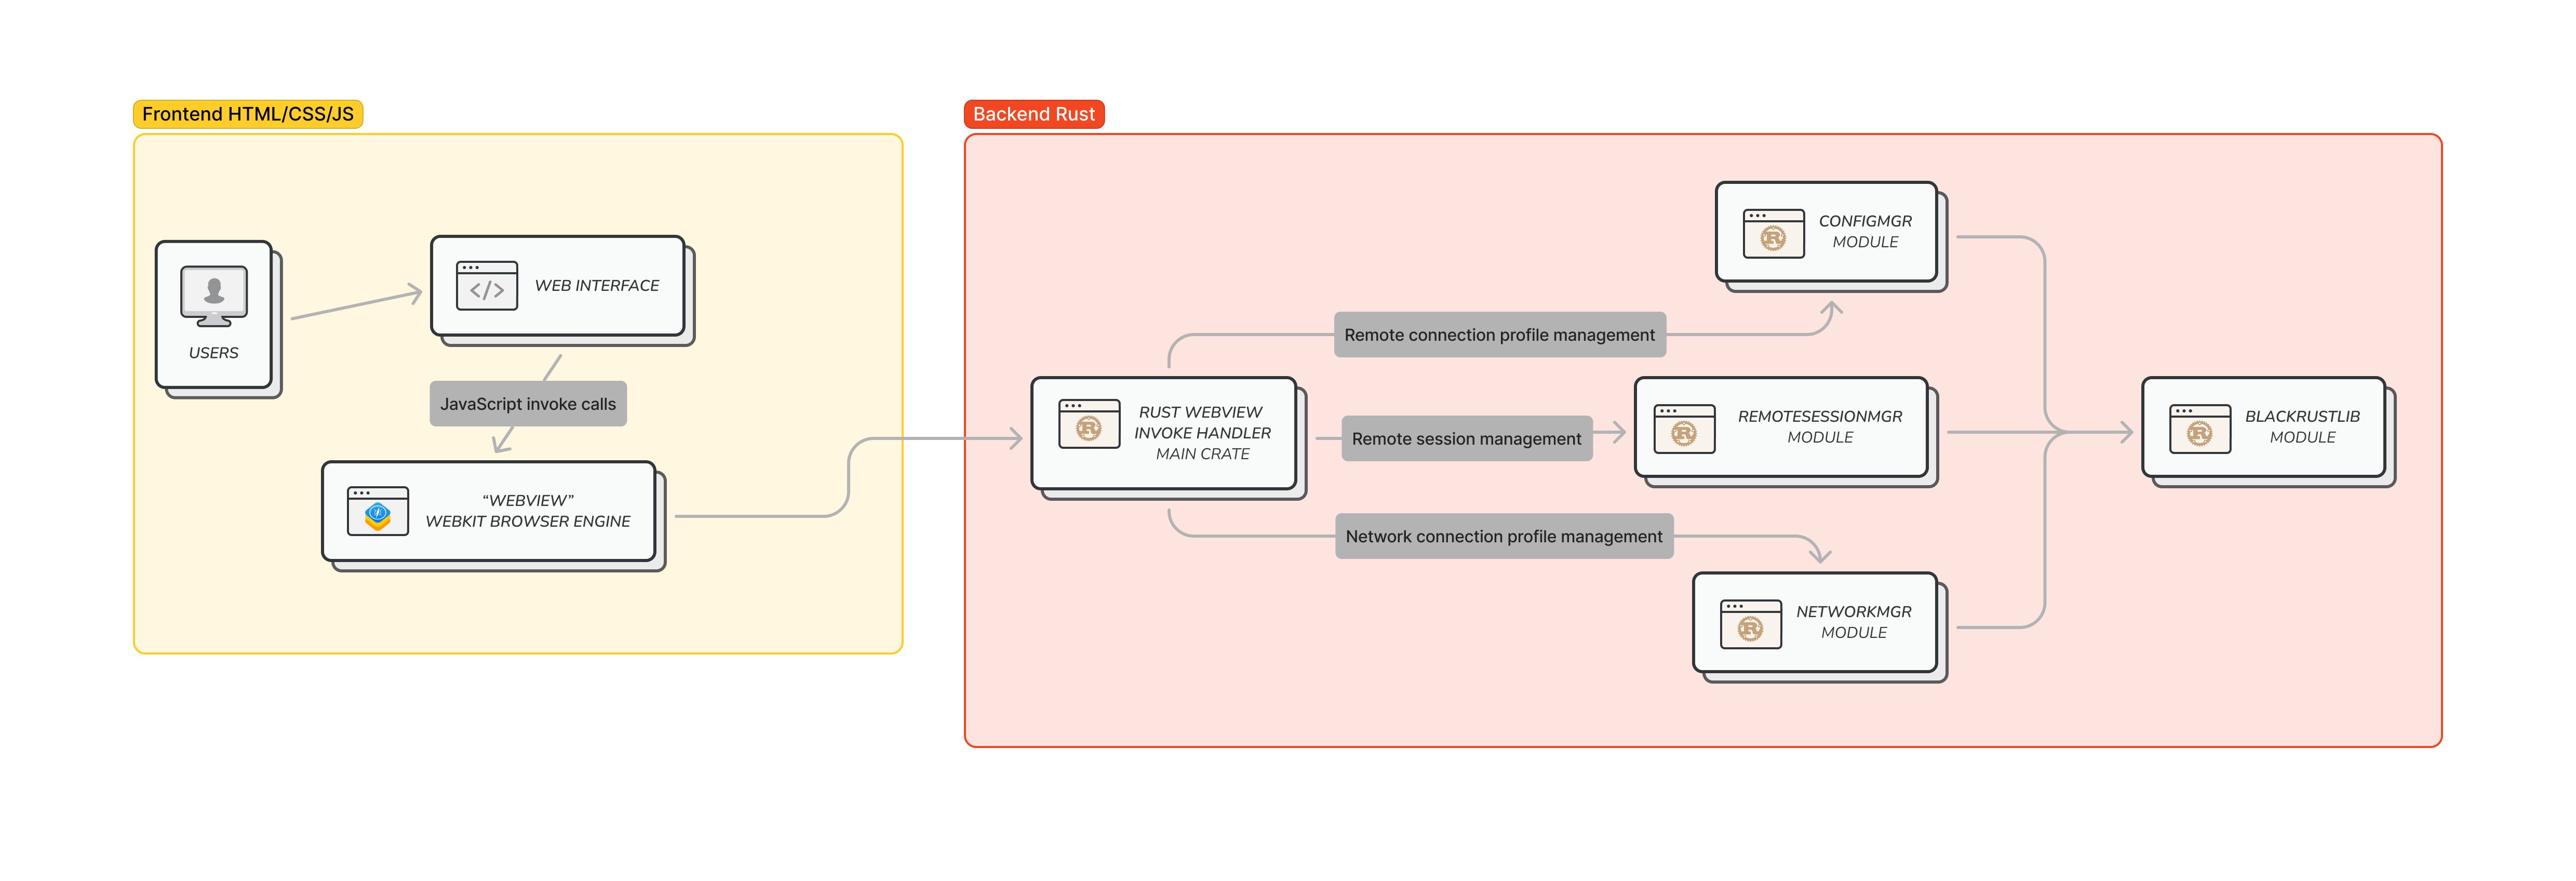 Frontend HTML/CSS/JS
USERS
WEB INTERFACE
</>
JavaScript invoke calls
“WEBVIEW”
WEBKIT BROWSER ENGINE
Backend Rust
RUST WEBVIEW
INVOKE HANDLER
MAIN CRATE
Remote connection profile management
Remote session management
Network connection profile management
CONFIGMGR
MODULE
REMOTESESSIONMGR
MODULE
NETWORKMGR
MODULE
BLACKRUSTLIB
MODULE